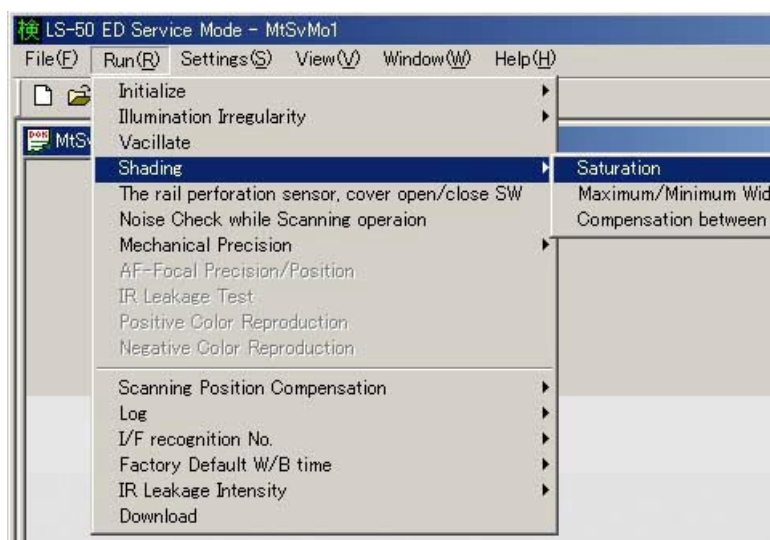 検 LS-50 ED Service Mode - MtSvMo1
File(F) Run(R) Settings(S) View(V) Window(W) Help(H)
DOK MtSv
Initialize
Illumination Irregularity
Vacillate
Shading
The rail perforation sensor, cover open/close SW
Noise Check while Scanning operaion
Mechanical Precision
AF-Focal Precision/Position
IR Leakage Test
Positive Color Reproduction
Negative Color Reproduction
Scanning Position Compensation
Log
I/F recognition No.
Factory Default W/B time
IR Leakage Intensity
Download
Saturation
Maximum/Minimum Wid
Compensation between